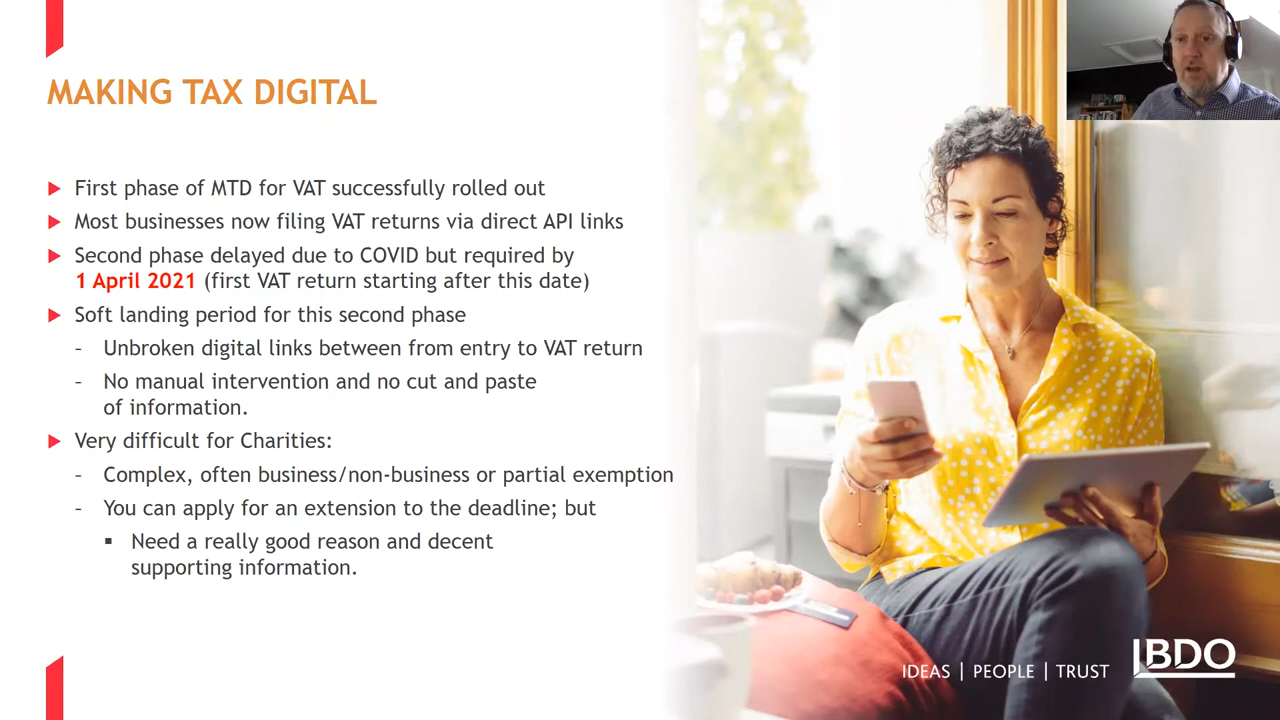 MAKING TAX DIGITAL
First phase of MTD for VAT successfully rolled out
Most businesses now filing VAT returns via direct API links
Second phase delayed due to COVID but required by
1 April 2021 (first VAT return starting after this date)
Soft landing period for this second phase
- Unbroken digital links between from entry to VAT return
- No manual intervention and no cut and paste
of information.
Very difficult for Charities:
- Complex, often business/non-business or partial exemption
- You can apply for an extension to the deadline; but
▪ Need a really good reason and decent
supporting information.
IDEAS | PEOPLE | TRUST
BDO